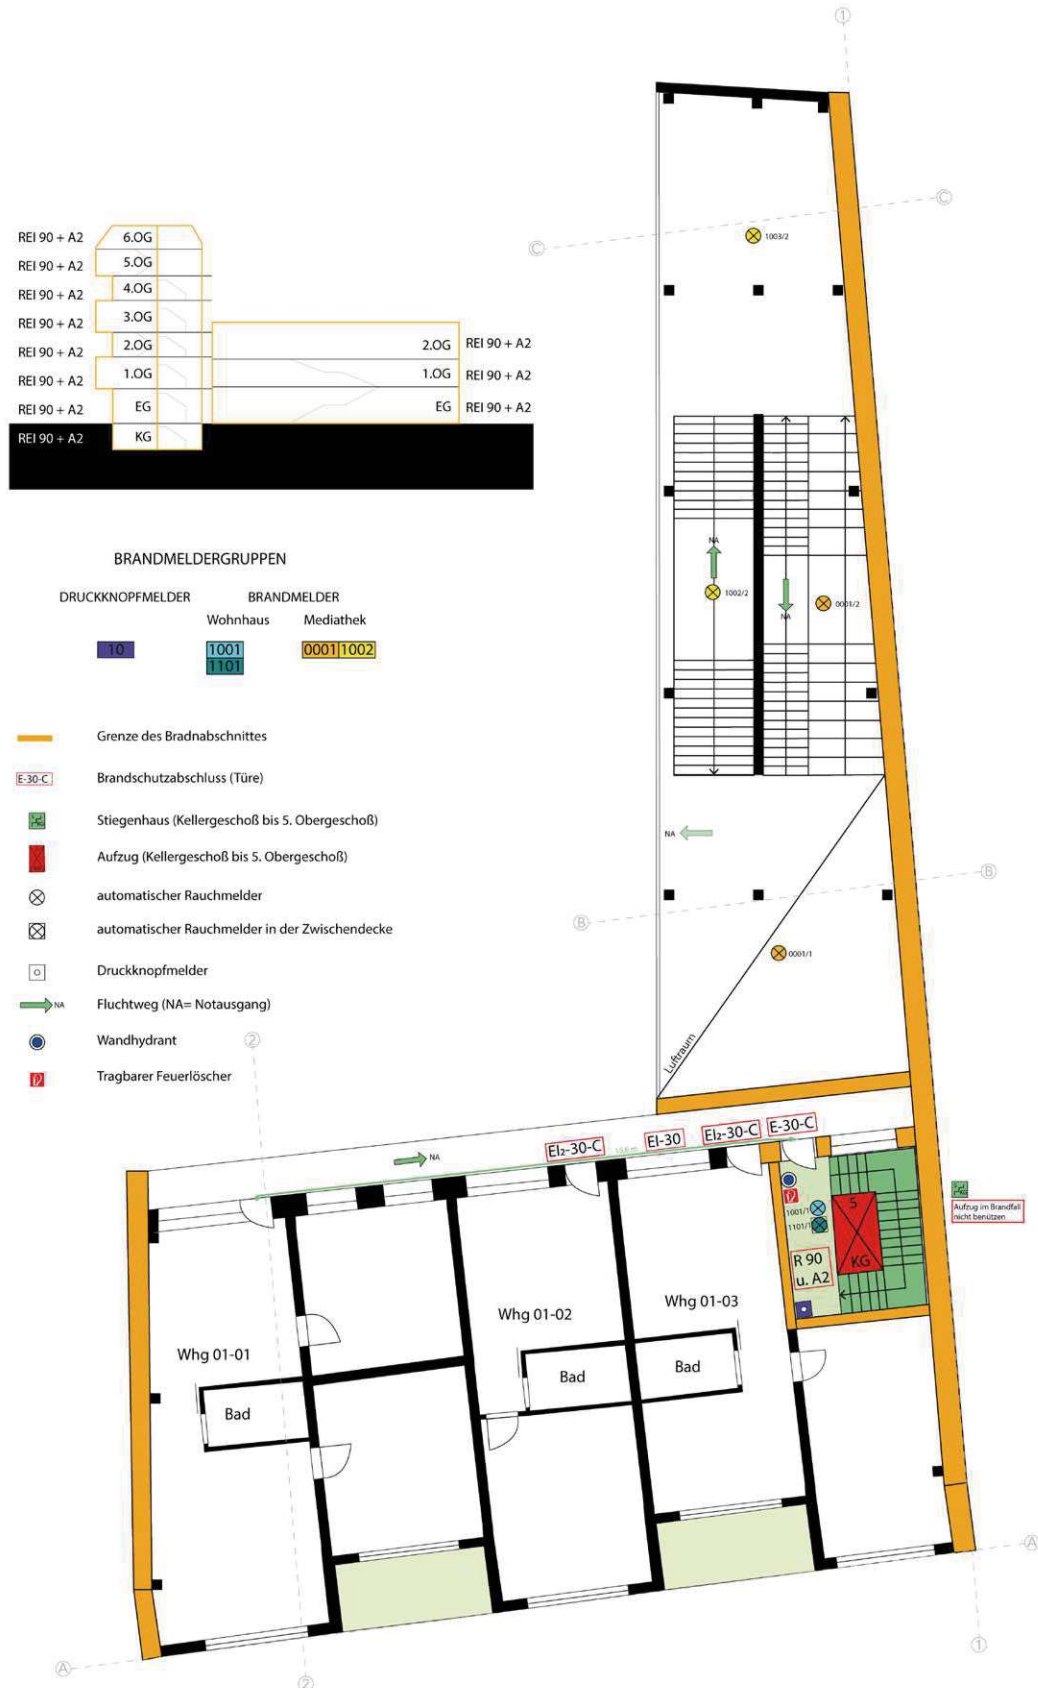 1
C
C
1003/2
REI 90 + A2
6.OG
REI 90 + A2
5.OG
REI 90 + A2
4.OG
REI 90 + A2
3.OG
REI 90 + A2
2.OG
2.OG
REI 90 + A2
REI 90 + A2
1.OG
1.OG
REI 90 + A2
REI 90 + A2
EG
EG
REI 90 + A2
REI 90 + A2
KG
NA
1002/2
0001/2
NA
BRANDMELDERGRUPPEN
DRUCKKNOPFMELDER
BRANDMELDER
Wohnhaus
Mediathek
10
1001
0001 1002
1101
Grenze des Bradnabschnittes
E-30-C
Brandschutzabschluss (Türe)
Stiegenhaus (Kellergeschoß bis 5. Obergeschoß)
Aufzug (Kellergeschoß bis 5. Obergeschoß)
automatischer Rauchmelder
automatischer Rauchmelder in der Zwischendecke
Druckknopfmelder
NA
Fluchtweg (NA= Notausgang)
Wandhydrant
Tragbarer Feuerlöscher
NA
B
B
0001/1
Luftraum
2
NA
EI₂-30-C
EI-30
EI₂-30-C
E-30-C
1001/1
1101/1
5
KG
R 90
u. A2
Aufzug im Brandfall
nicht benützen
Whg 01-01
Whg 01-02
Whg 01-03
Bad
Bad
Bad
A
A
2
1